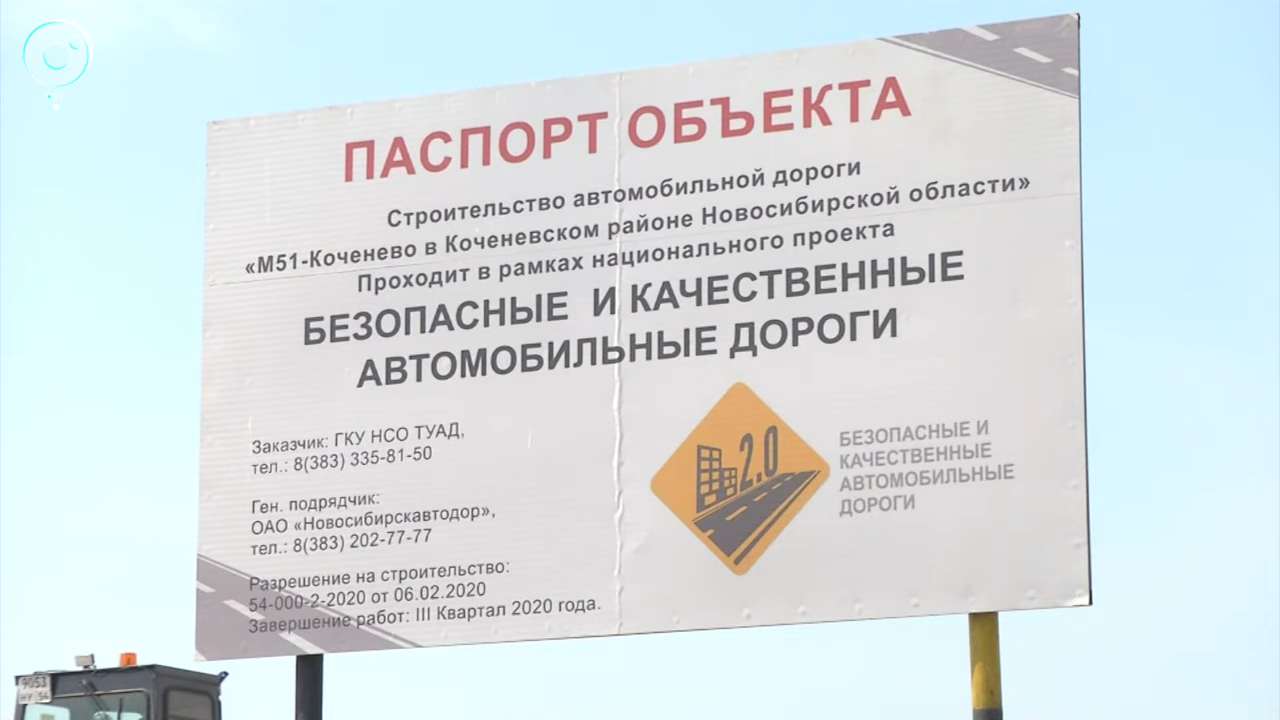 ПАСПОРТ ОБЪЕКТА
Строительство автомобильной дороги
«М51-Коченево в Коченевском районе Новосибирской области»
Проходит в рамках национального проекта
БЕЗОПАСНЫЕ И КАЧЕСТВЕННЫЕ
АВТОМОБИЛЬНЫЕ ДОРОГИ
Заказчик: ГКУ НСО ТУАД,
тел.: 8(383) 335-81-50
Ген. подрядчик:
ОАО «Новосибирскавтодор»,
тел.: 8(383) 202-77-77
Разрешение на строительство:
54-000-2-2020 от 06.02.2020
Завершение работ: III Квартал 2020 года.
2.0
БЕЗОПАСНЫЕ И
КАЧЕСТВЕННЫЕ
АВТОМОБИЛЬНЫЕ
ДОРОГИ
9053
НУ 54